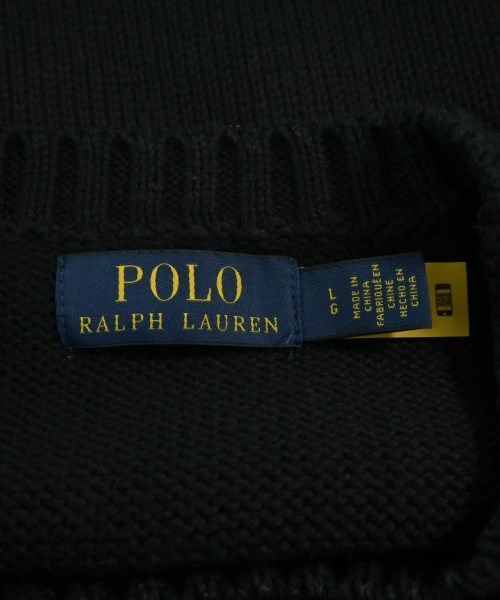 POLO
RALPH LAUREN
L
G
MADE IN
CHINA
FABRIQUÉ EN
CHINE
HECHO EN
CHINA